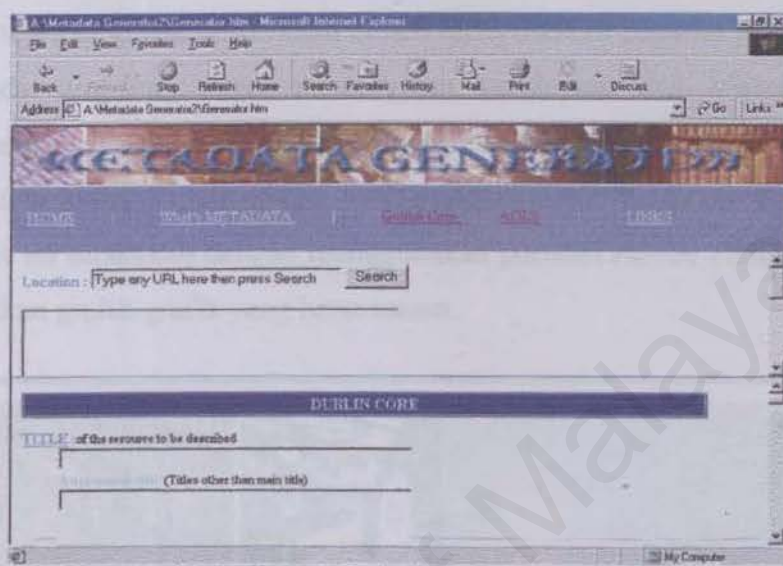 A:\Metadata Generator2\Generator.htm - Microsoft Internet Explorer
File Edit View Favorites Tools Help
Back Forward Stop Refresh Home Search Favorites History Mail Print Edit Discuss
Address A:\Metadata Generator2\Generator.htm Go Links »
METADATA GENERATION
HOME | What's METADATA | Dublin Core | AGLS | LINKS
Location : Type any URL here then press Search Search
DUBLIN CORE
TITLE of the resource to be described
(Titles other than main title)
My Computer
Malaya